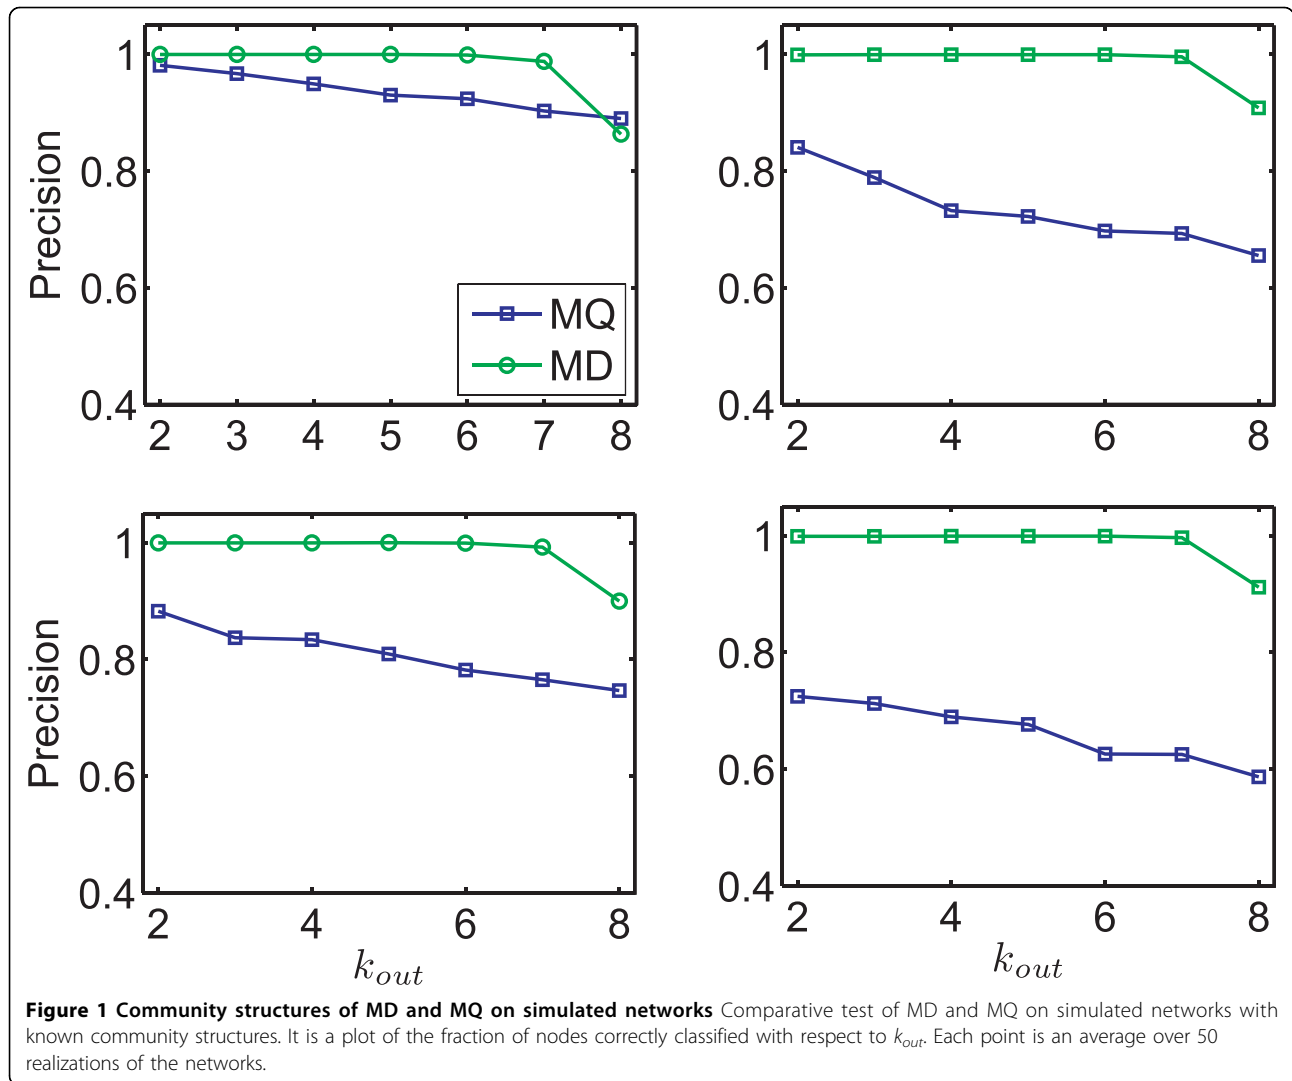 1
0.8
0.6
0.4
Precision
2 3 4 5 6 7 8
MQ
MD
1
0.8
0.6
0.4
2 4 6 8
1
0.8
0.6
0.4
Precision
2 4 6 8
k_out
1
0.8
0.6
0.4
2 4 6 8
k_out
Figure 1 Community structures of MD and MQ on simulated networks Comparative test of MD and MQ on simulated networks with
known community structures. It is a plot of the fraction of nodes correctly classified with respect to k_out. Each point is an average over 50
realizations of the networks.